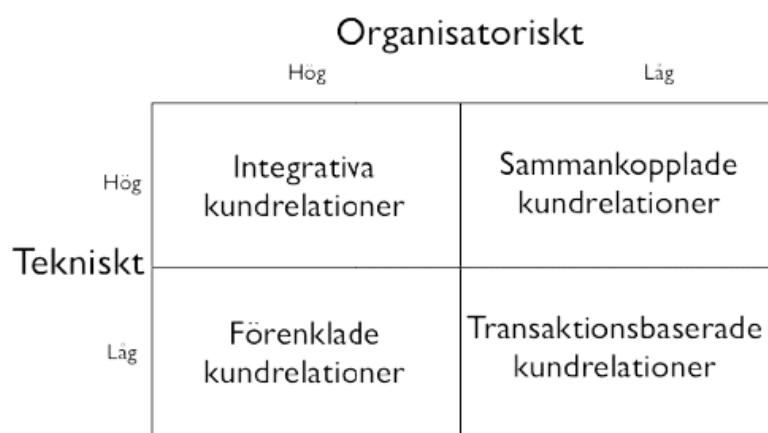 Organisatoriskt
Hög Låg
Hög
Integrativa
kundrelationer
Sammankopplade
kundrelationer
Tekniskt
Låg
Förenklade
kundrelationer
Transaktionsbaserade
kundrelationer